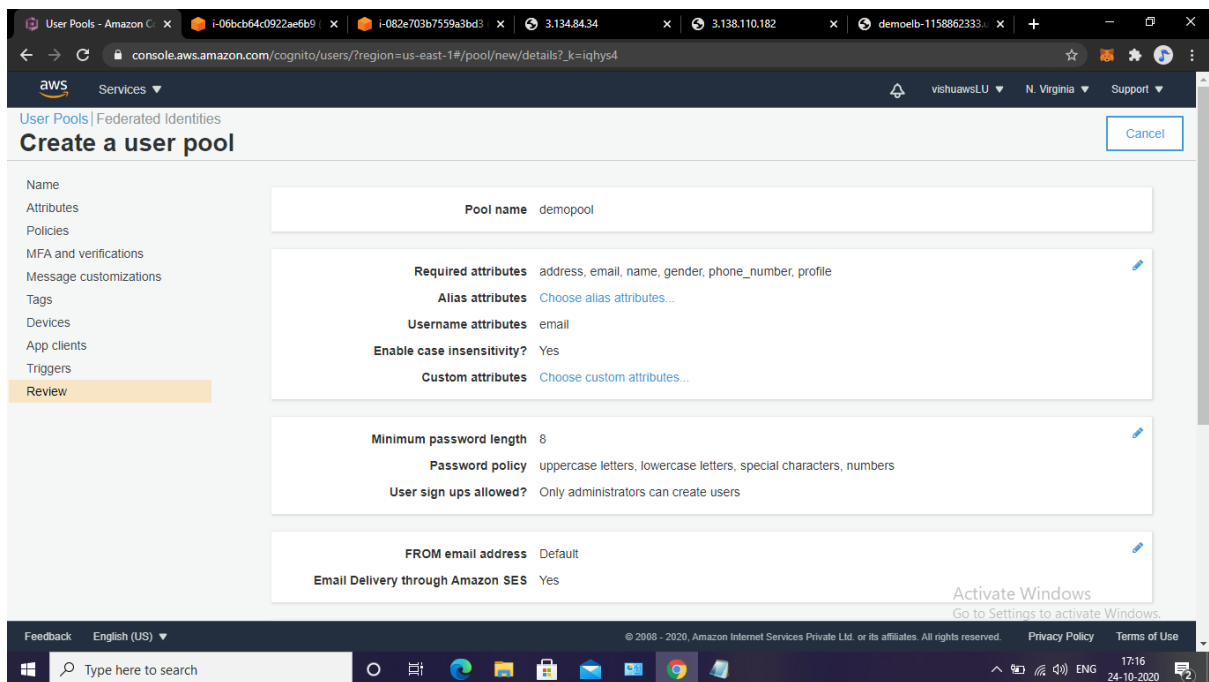 User Pools - Amazon C
i-06bcb64c0922ae6b9 (
i-082e703b7559a3bd3 (
3.134.84.34
3.138.110.182
demoelb-1158862333.u
console.aws.amazon.com/cognito/users/?region=us-east-1#/pool/new/details?_k=iqhys4
aws Services vishuawsLU N. Virginia Support
User Pools | Federated Identities
Create a user pool
Cancel
Name
Attributes
Policies
MFA and verifications
Message customizations
Tags
Devices
App clients
Triggers
Review
Pool name demopool
Required attributes address, email, name, gender, phone_number, profile
Alias attributes Choose alias attributes...
Username attributes email
Enable case insensitivity? Yes
Custom attributes Choose custom attributes...
Minimum password length 8
Password policy uppercase letters, lowercase letters, special characters, numbers
User sign ups allowed? Only administrators can create users
FROM email address Default
Email Delivery through Amazon SES Yes
Activate Windows
Go to Settings to activate Windows.
Feedback English (US) © 2008 - 2020, Amazon Internet Services Private Ltd. or its affiliates. All rights reserved. Privacy Policy Terms of Use
Type here to search
ENG
17:16
24-10-2020
2